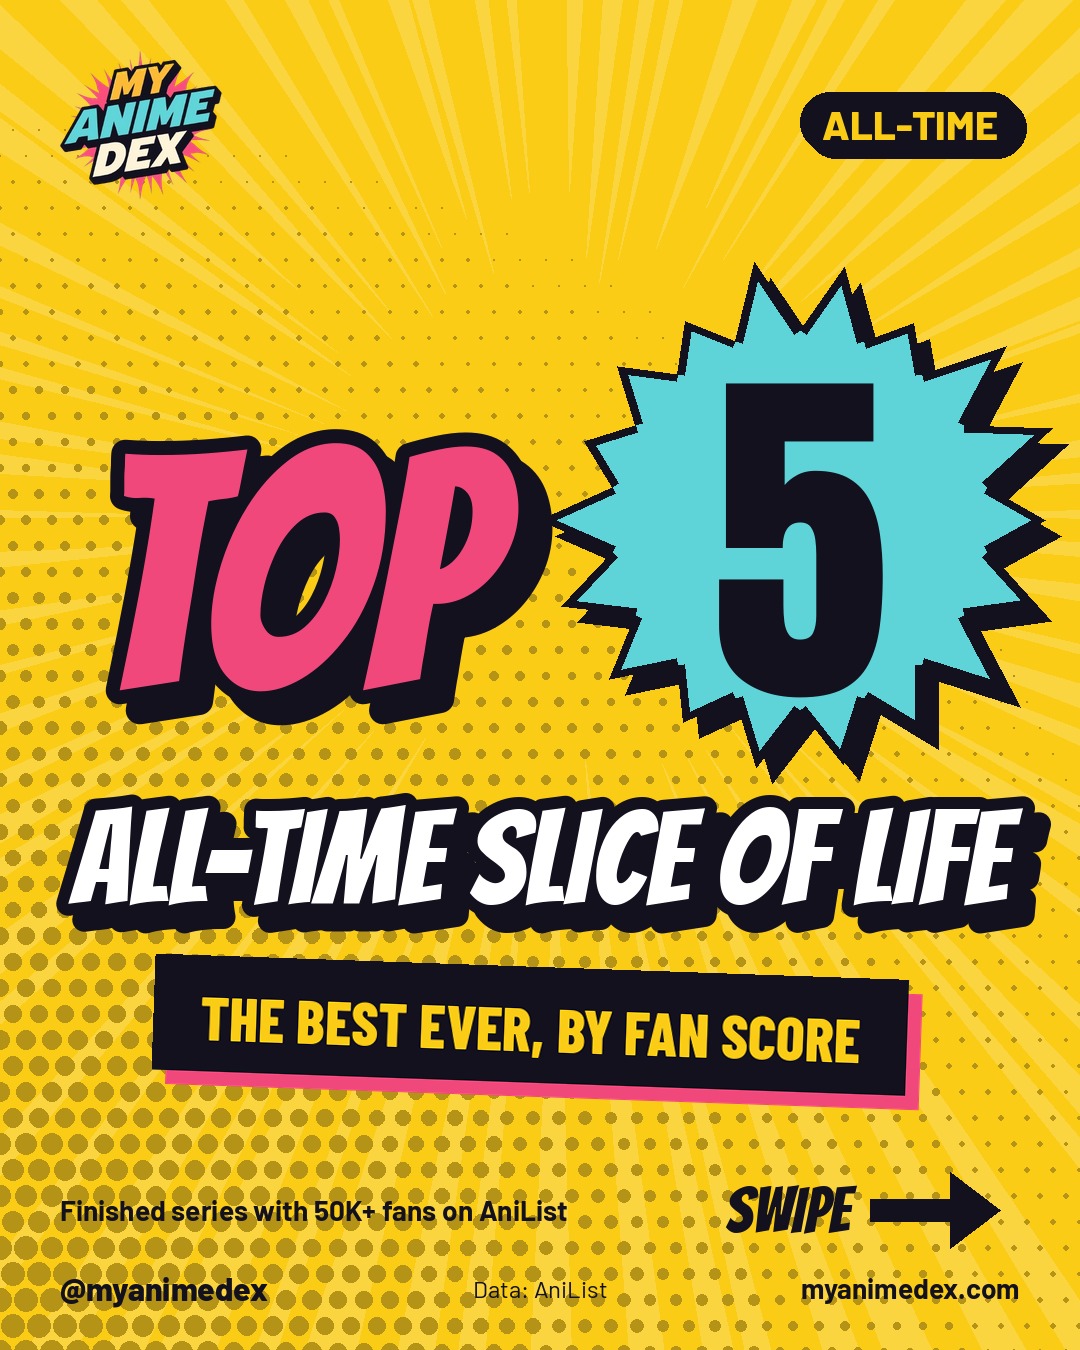 MY
ANIME
DEX
ALL-TIME
TOP 5
ALL-TIME SLICE OF LIFE
THE BEST EVER, BY FAN SCORE
Finished series with 50K+ fans on AniList
SWIPE
@myanimedex
Data: AniList
myanimedex.com